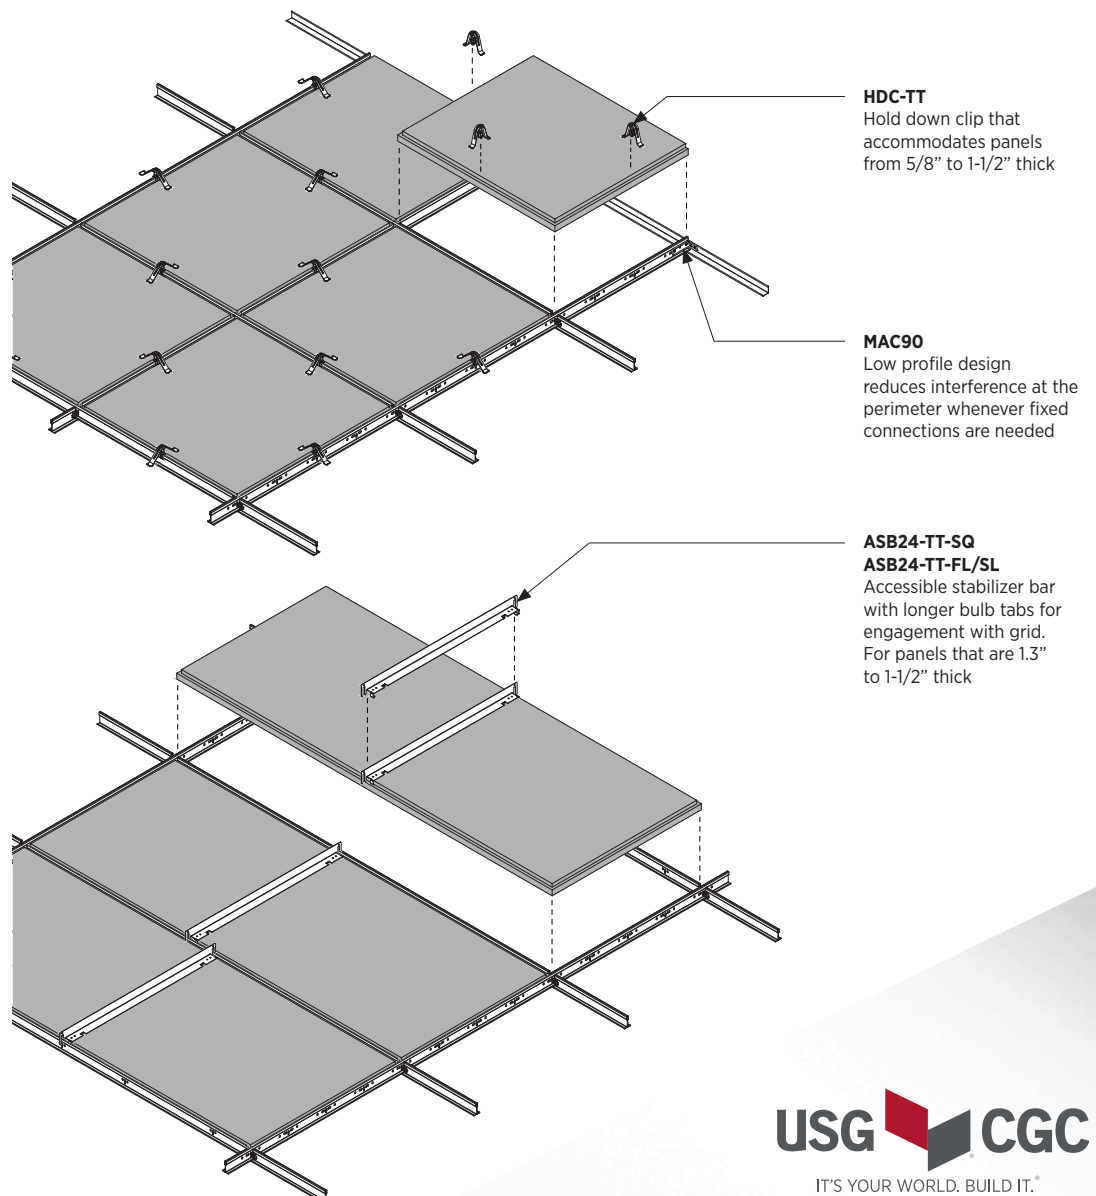 HDC-TT
Hold down clip that
accommodates panels
from 5/8” to 1-1/2” thick
MAC90
Low profile design
reduces interference at the
perimeter whenever fixed
connections are needed
ASB24-TT-SQ
ASB24-TT-FL/SL
Accessible stabilizer bar
with longer bulb tabs for
engagement with grid.
For panels that are 1.3”
to 1-1/2” thick
USG CGC
IT’S YOUR WORLD. BUILD IT.®